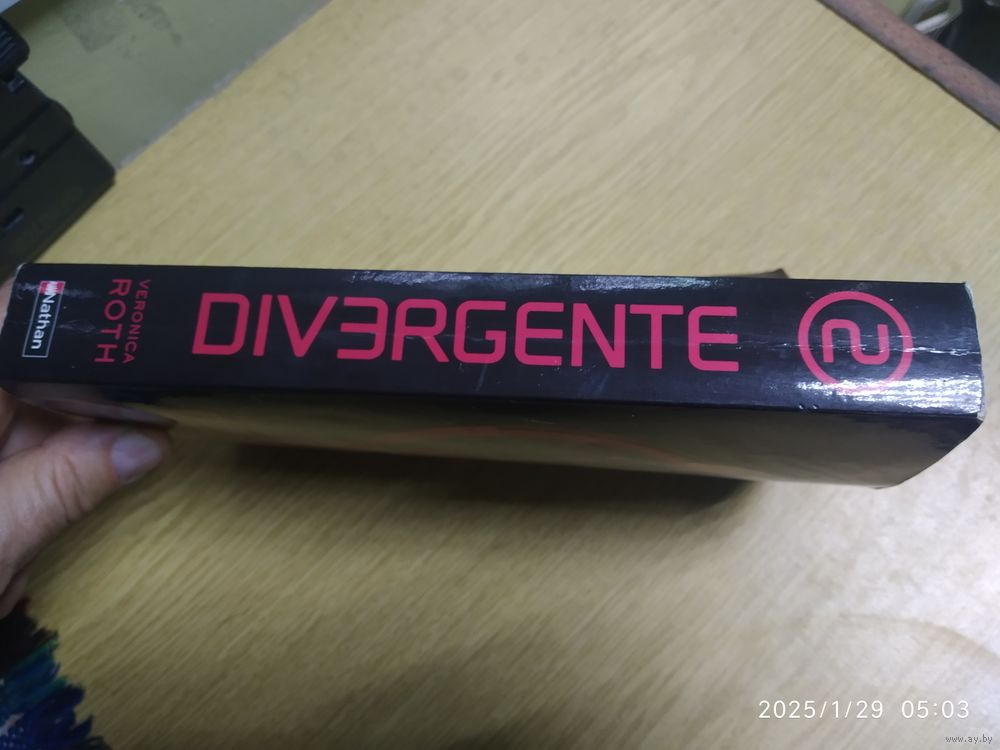 Nathan
VERONICA
ROTH
DIVERGENTE
2
2025/1/29 05:03
www.ay.by